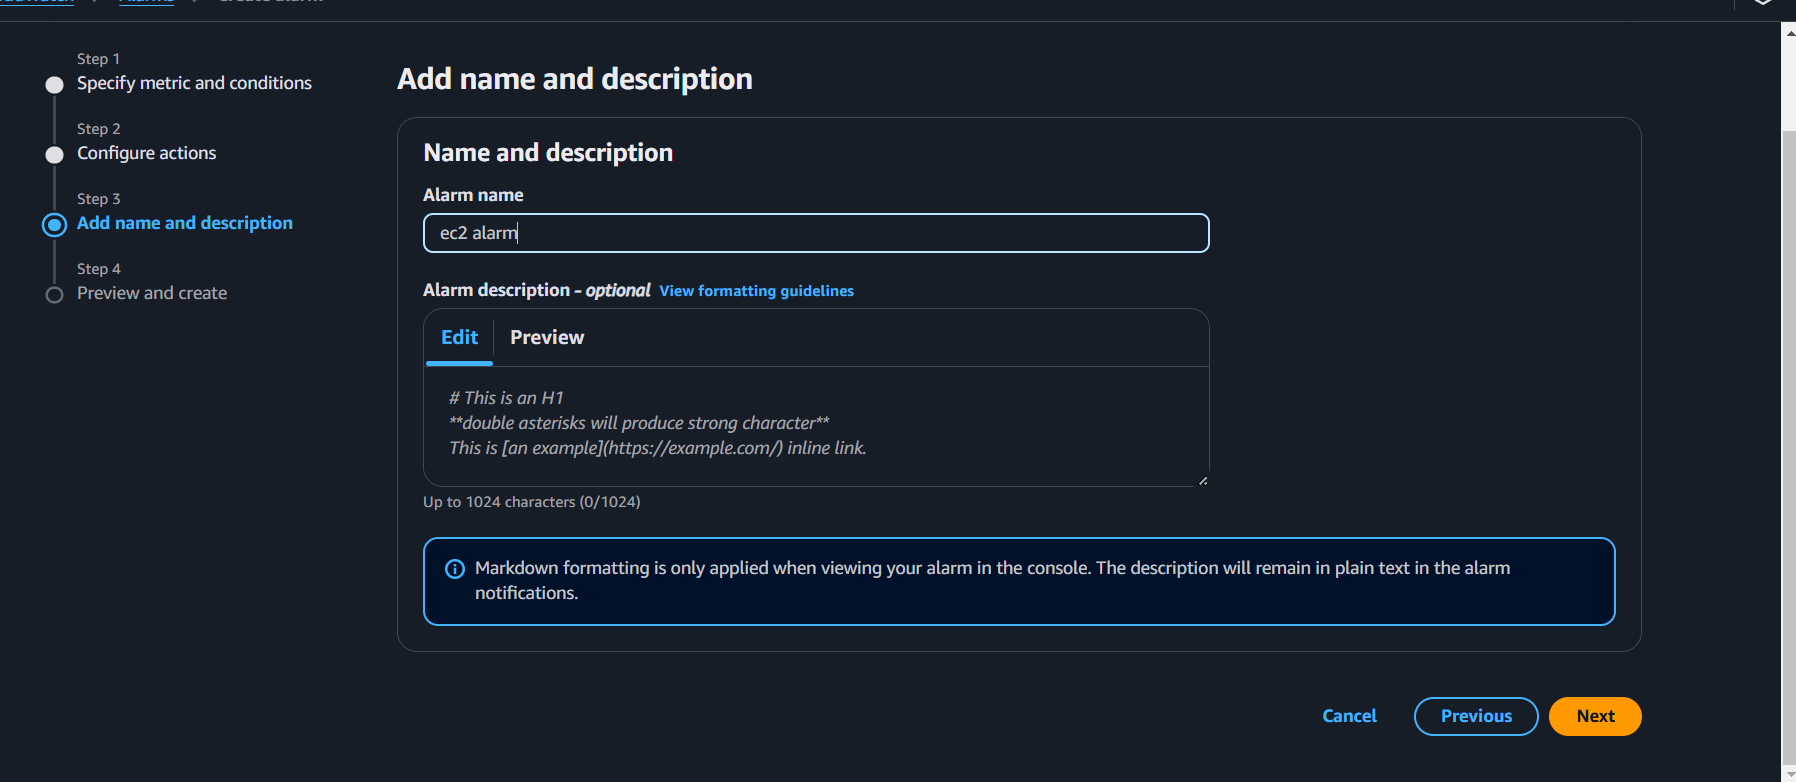 Alarms
Step 1
Specify metric and conditions
Step 2
Configure actions
Step 3
Add name and description
Step 4
Preview and create
Add name and description
Name and description
Alarm name
ec2 alarm
Alarm description - optional View formatting guidelines
Edit Preview
# This is an H1
**double asterisks will produce strong character**
This is [an example](https://example.com/) inline link.
Up to 1024 characters (0/1024)
Markdown formatting is only applied when viewing your alarm in the console. The description will remain in plain text in the alarm
notifications.
Cancel Previous Next